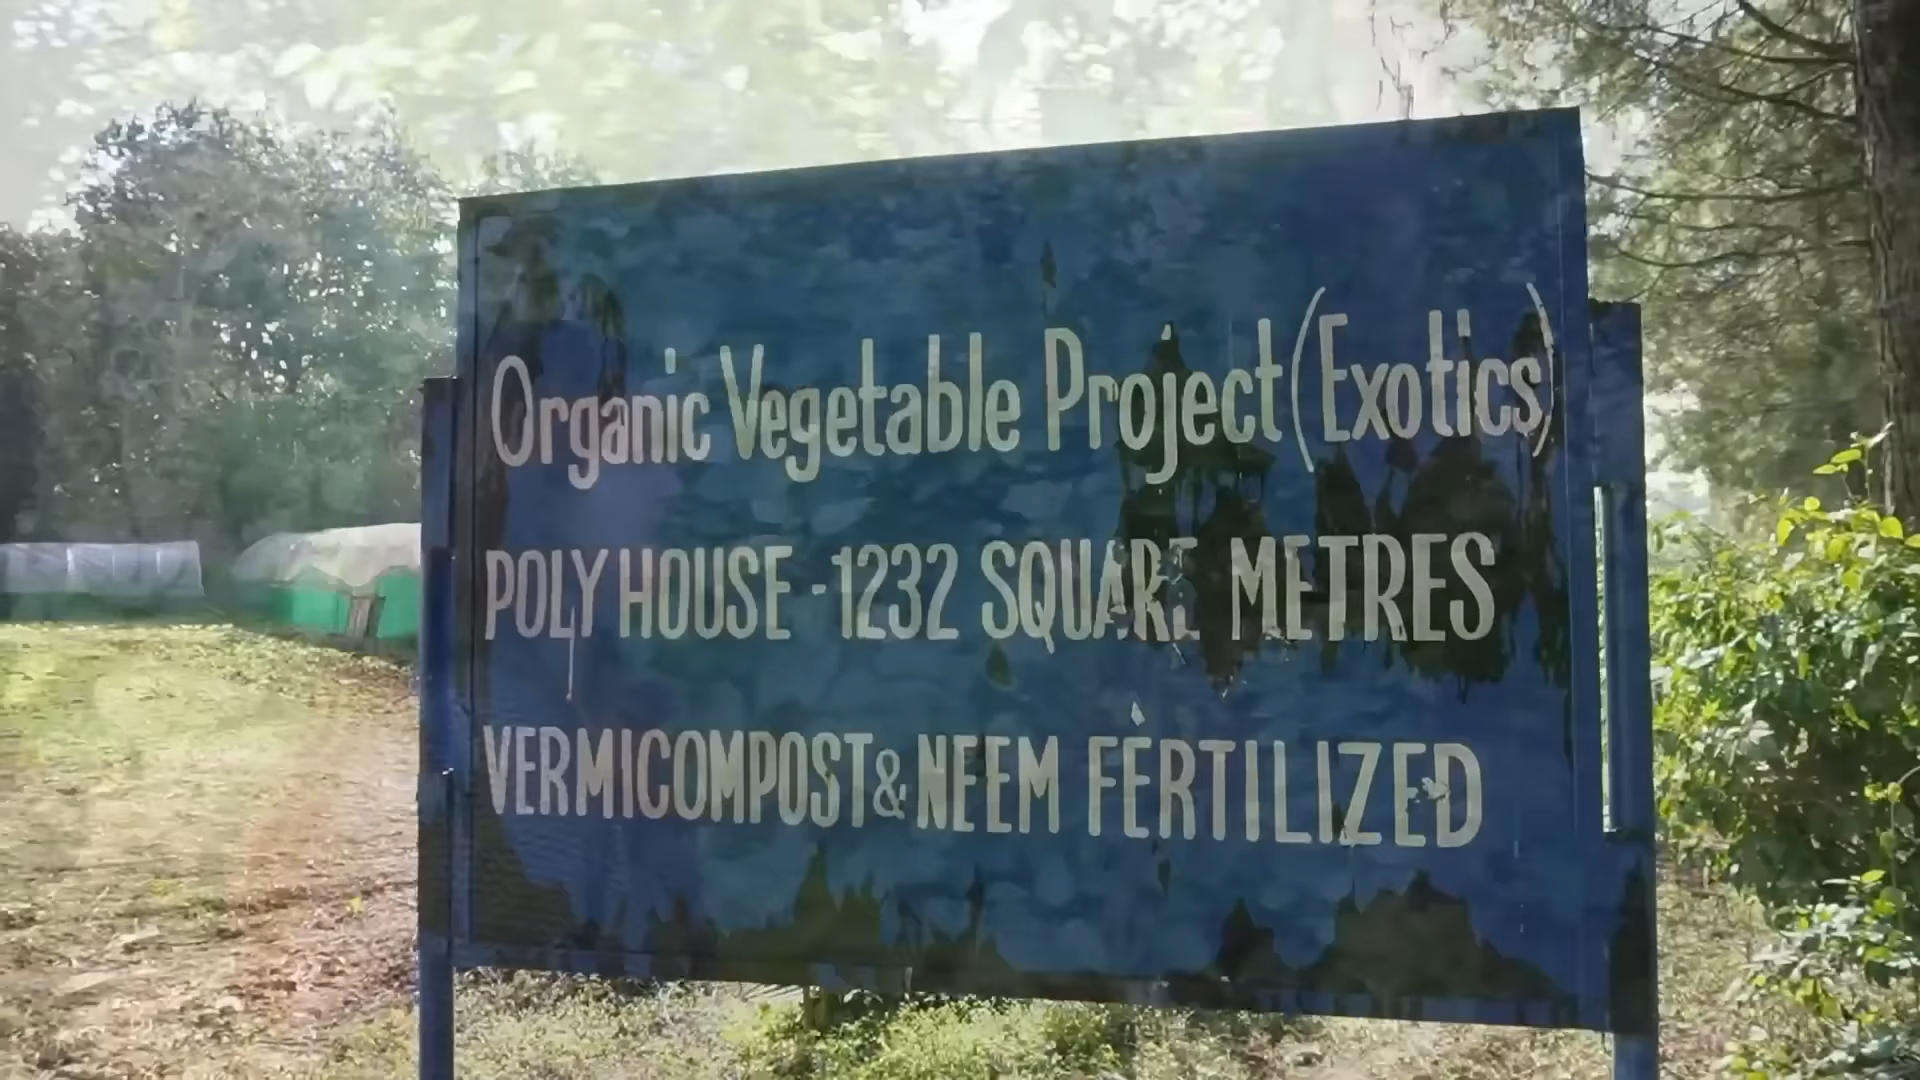 Organic Vegetable Project (Exotics)
POLY HOUSE - 1232 SQUARE METRES
VERMICOMPOST & NEEM FERTILIZED